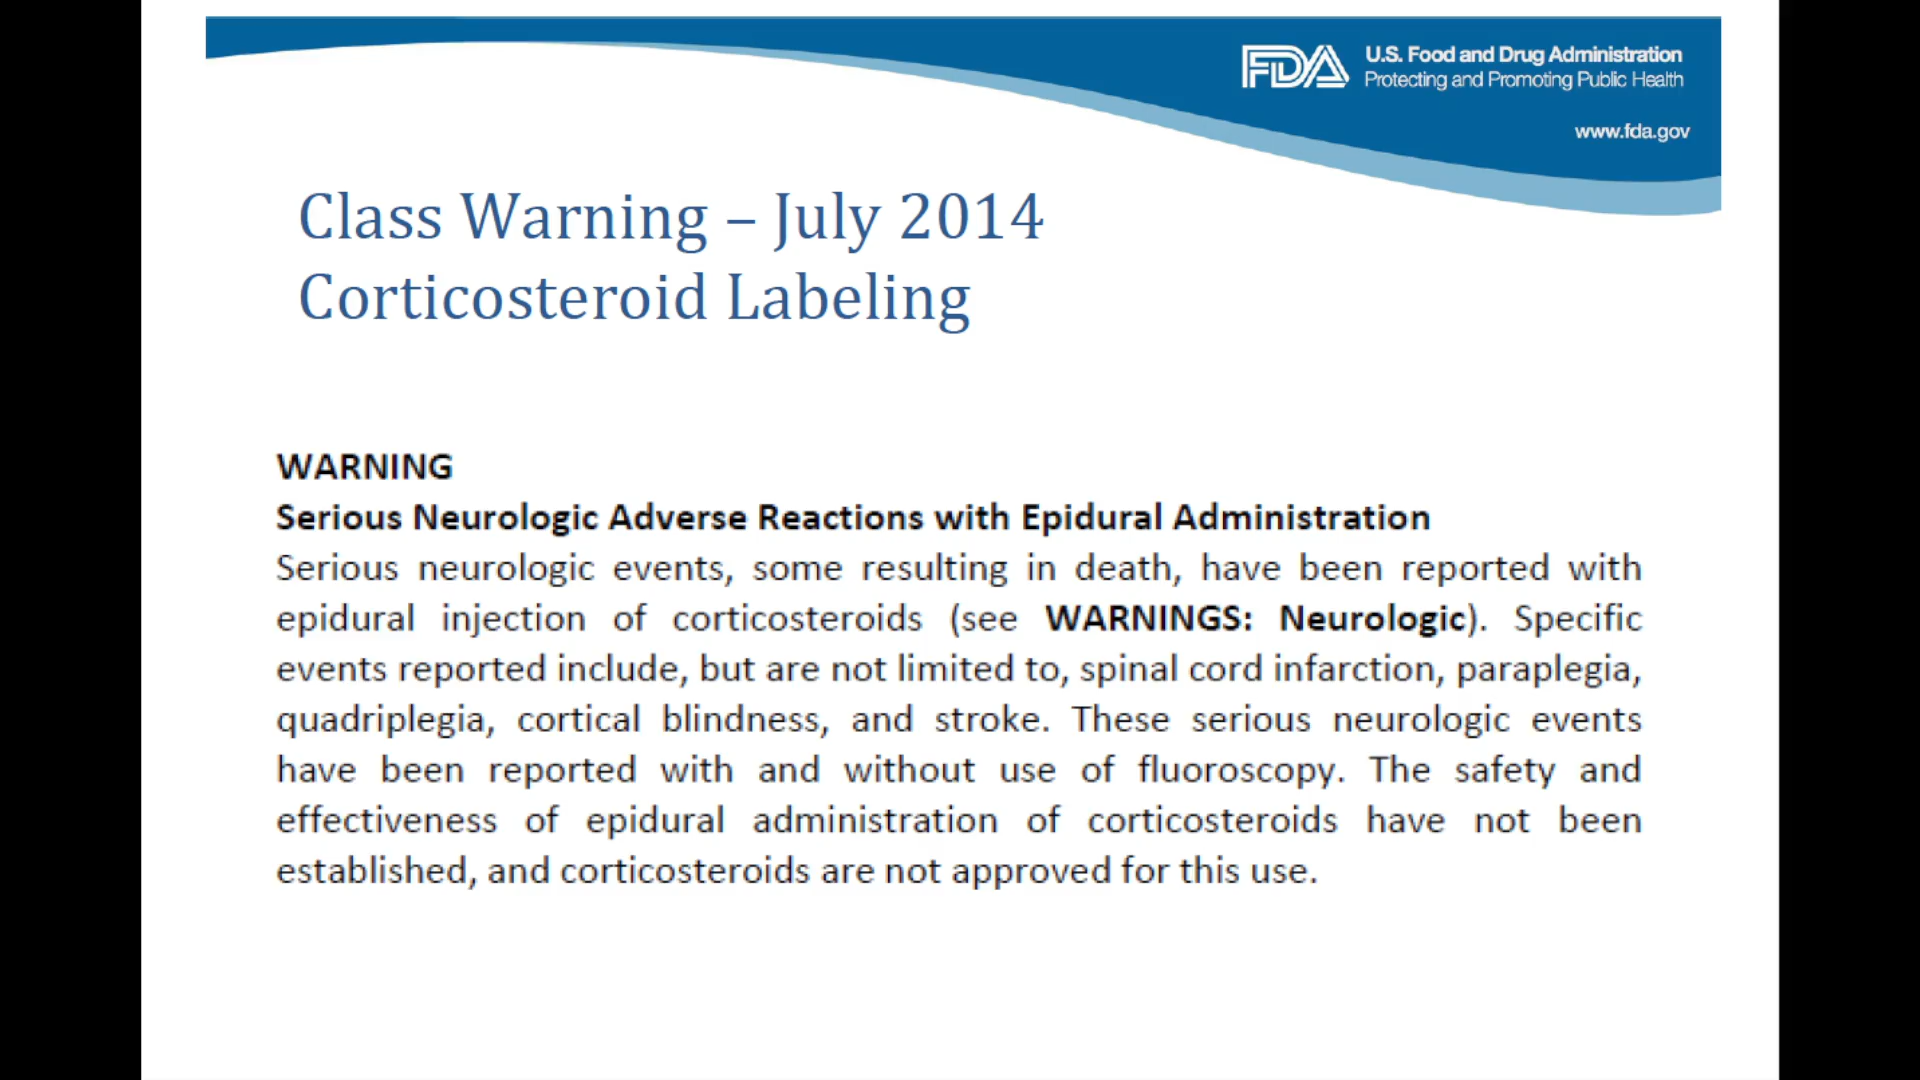 FDA U.S. Food and Drug Administration
Protecting and Promoting Public Health
www.fda.gov
Class Warning – July 2014
Corticosteroid Labeling
WARNING
Serious Neurologic Adverse Reactions with Epidural Administration
Serious neurologic events, some resulting in death, have been reported with
epidural injection of corticosteroids (see WARNINGS: Neurologic). Specific
events reported include, but are not limited to, spinal cord infarction, paraplegia,
quadriplegia, cortical blindness, and stroke. These serious neurologic events
have been reported with and without use of fluoroscopy. The safety and
effectiveness of epidural administration of corticosteroids have not been
established, and corticosteroids are not approved for this use.